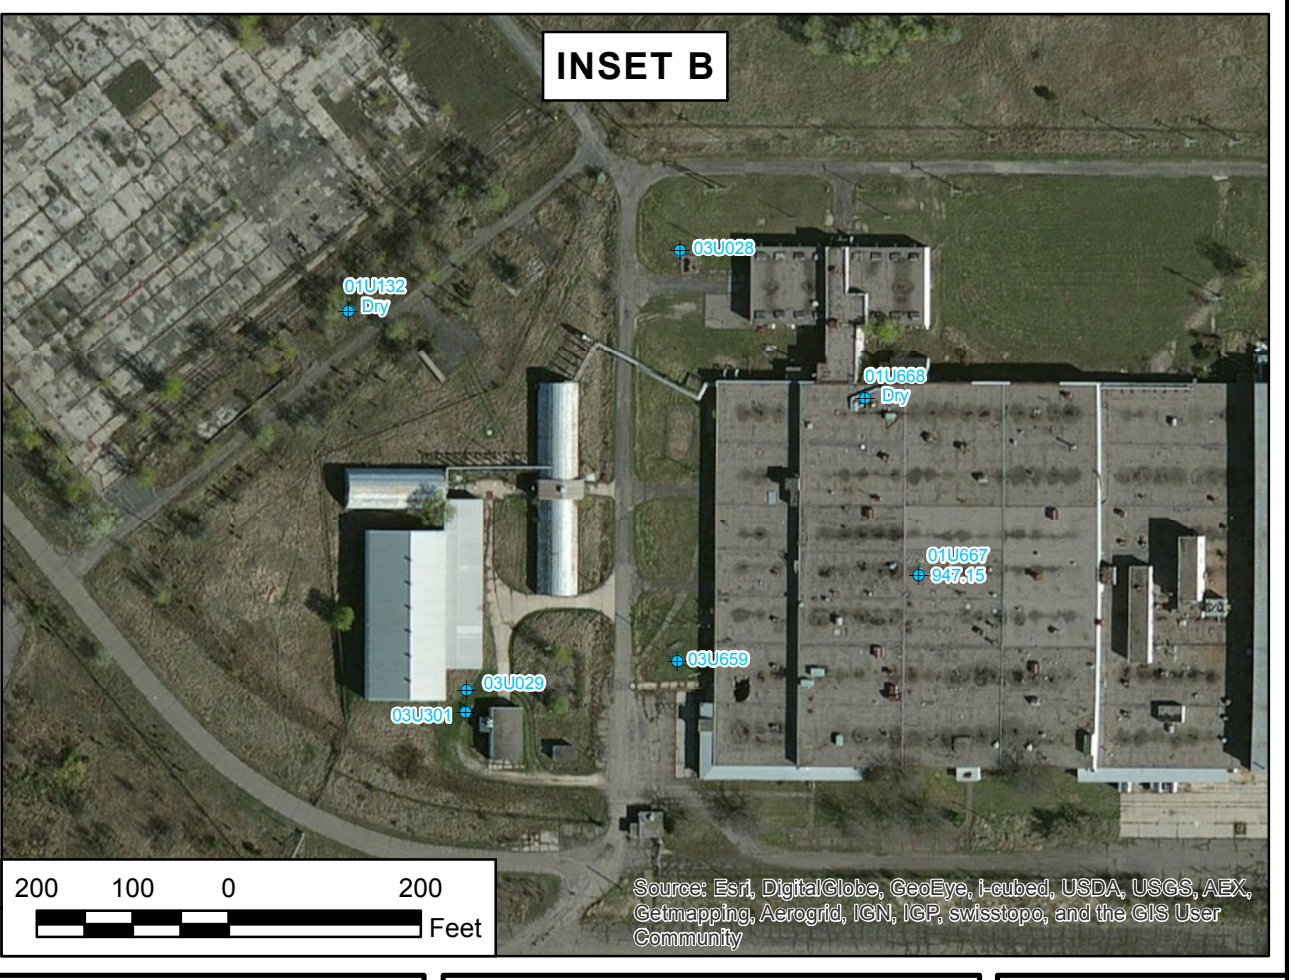 INSET B
03U028
01U132
Dry
01U668
Dry
01U667
947.15
03U659
03U029
03U301
200 100 0 200
Feet
Source: Esri, DigitalGlobe, GeoEye, i-cubed, USDA, USGS, AEX,
Getmapping, Aerogrid, IGN, IGP, swisstopo, and the GIS User
Community